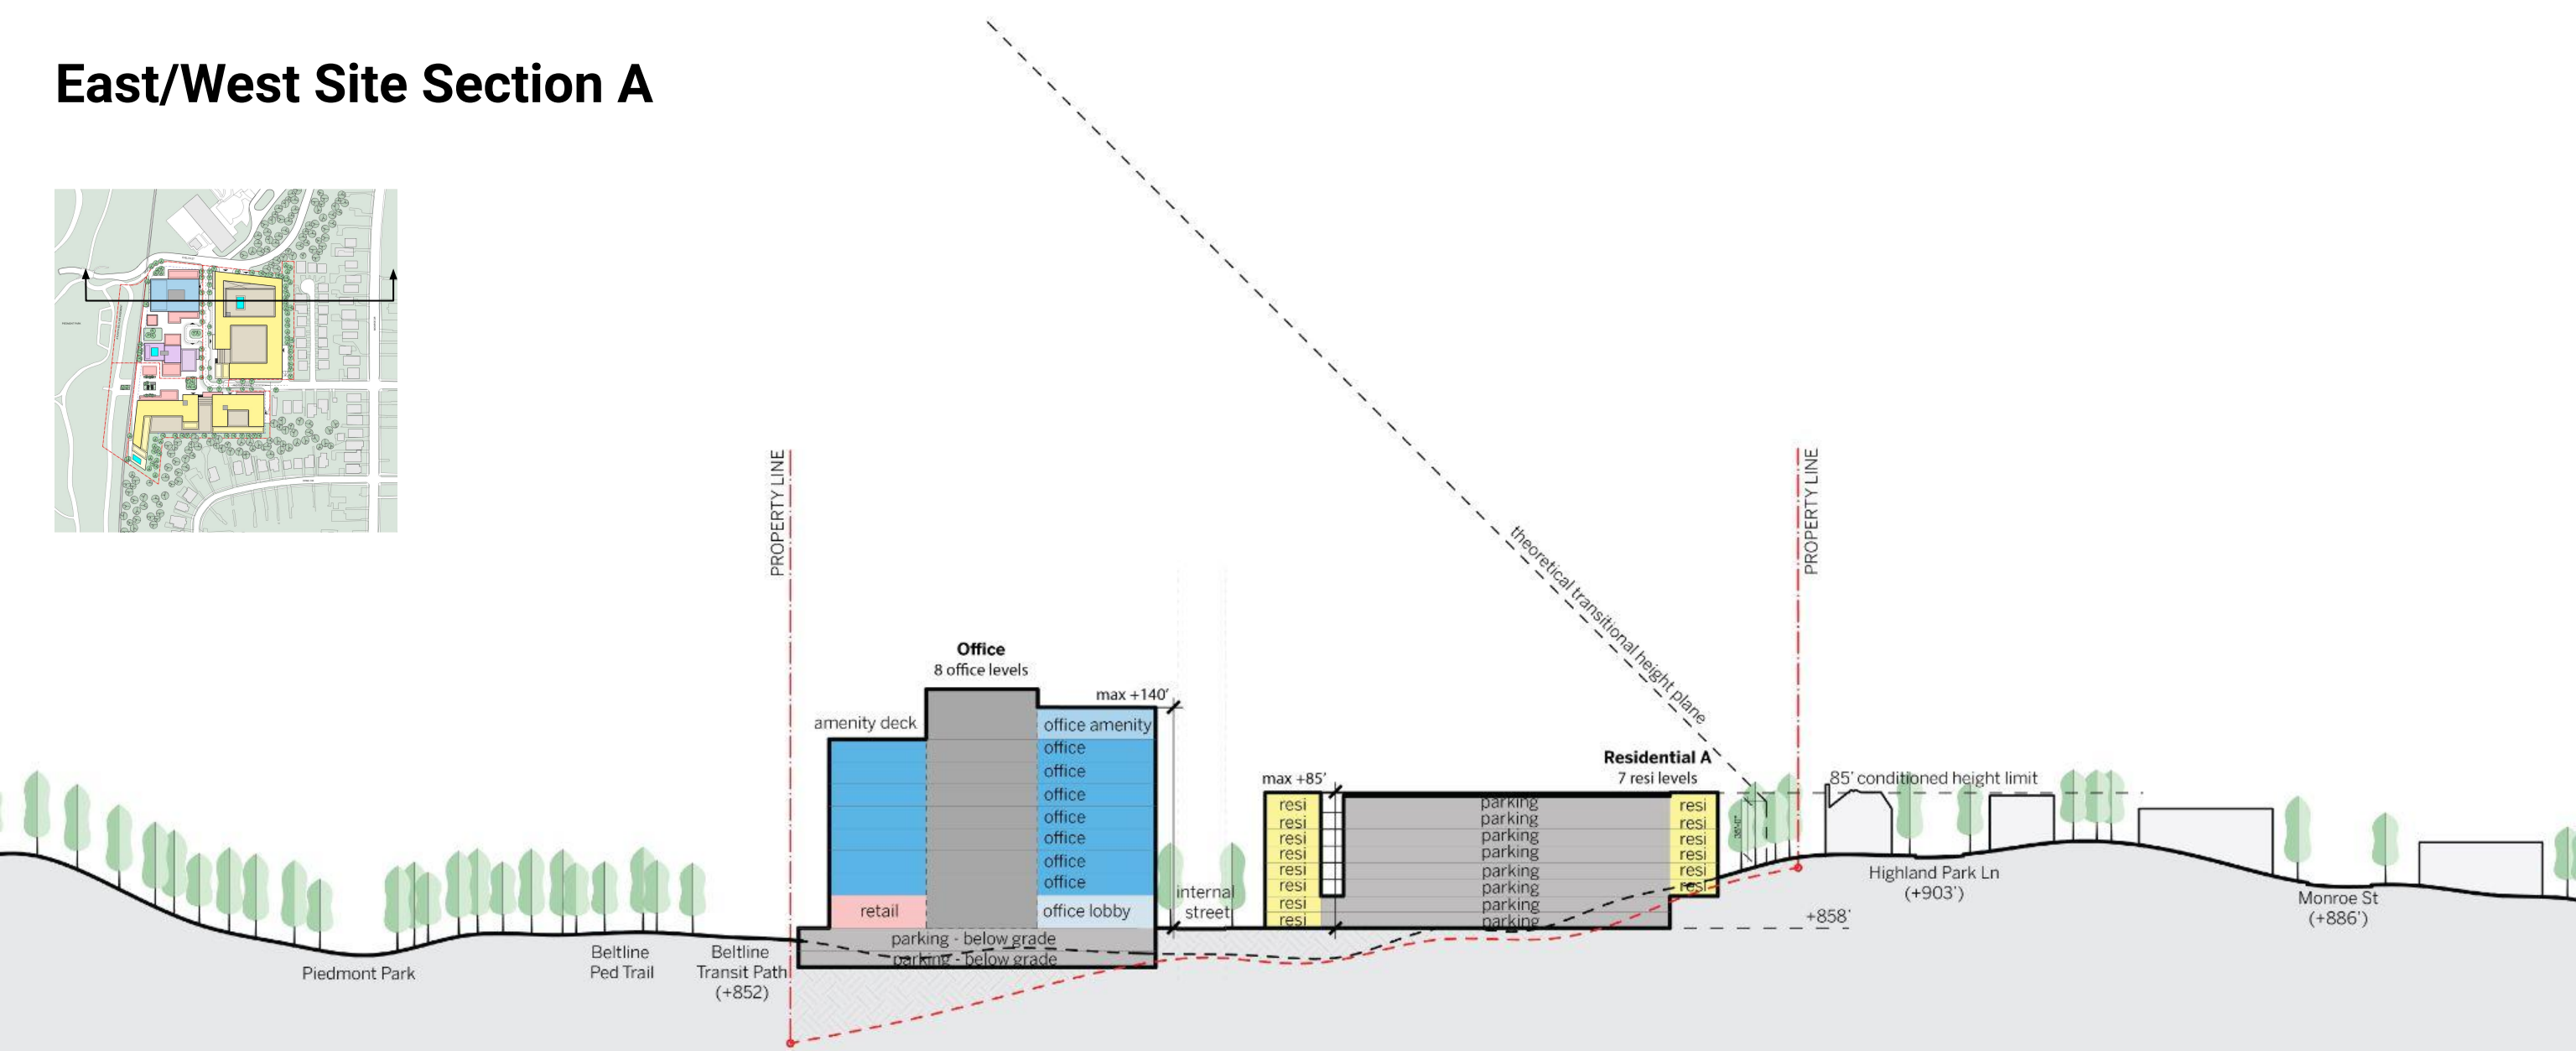 East/West Site Section A
theoretical transitional height plane
PROPERTY LINE
PROPERTY LINE
Office
8 office levels
max +140'
amenity deck
office amenity
office
office
office
office
office
office
office
retail
office lobby
parking - below grade
parking - below grade
internal
street
Residential A
7 resi levels
max +85'
resi
resi
resi
resi
resi
resi
resi
resi
parking
parking
parking
parking
parking
parking
parking
parking
resi
resi
resi
resi
resi
resi
85' conditioned height limit
Highland Park Ln
(+903')
+858'
Monroe St
(+886')
Piedmont Park
Beltline
Ped Trail
Beltline
Transit Path
(+852)